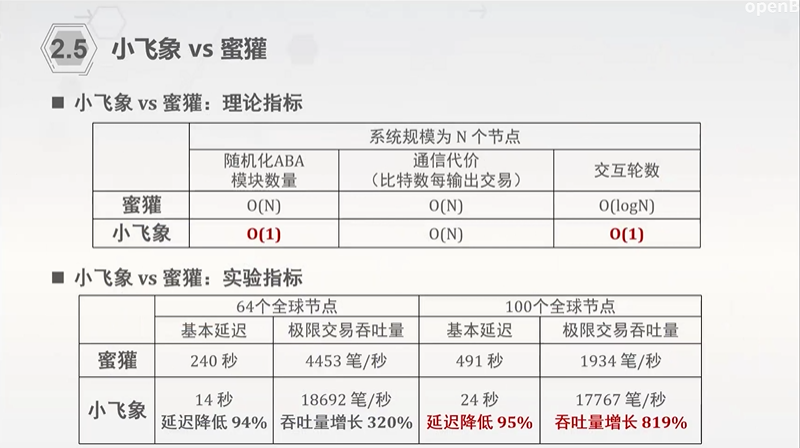 openB
2.5 小飞象 vs 蜜獾
■ 小飞象 vs 蜜獾：理论指标
系统规模为 N 个节点
随机化ABA 模块数量 通信代价 （比特数每输出交易） 交互轮数
蜜獾 O(N) O(N) O(logN)
小飞象 O(1) O(N) O(1)
■ 小飞象 vs 蜜獾：实验指标
64个全球节点 100个全球节点
基本延迟 极限交易吞吐量 基本延迟 极限交易吞吐量
蜜獾 240 秒 4453 笔/秒 491 秒 1934 笔/秒
小飞象 14 秒 18692 笔/秒 24 秒 17767 笔/秒
延迟降低 94% 吞吐量增长 320% 延迟降低 95% 吞吐量增长 819%